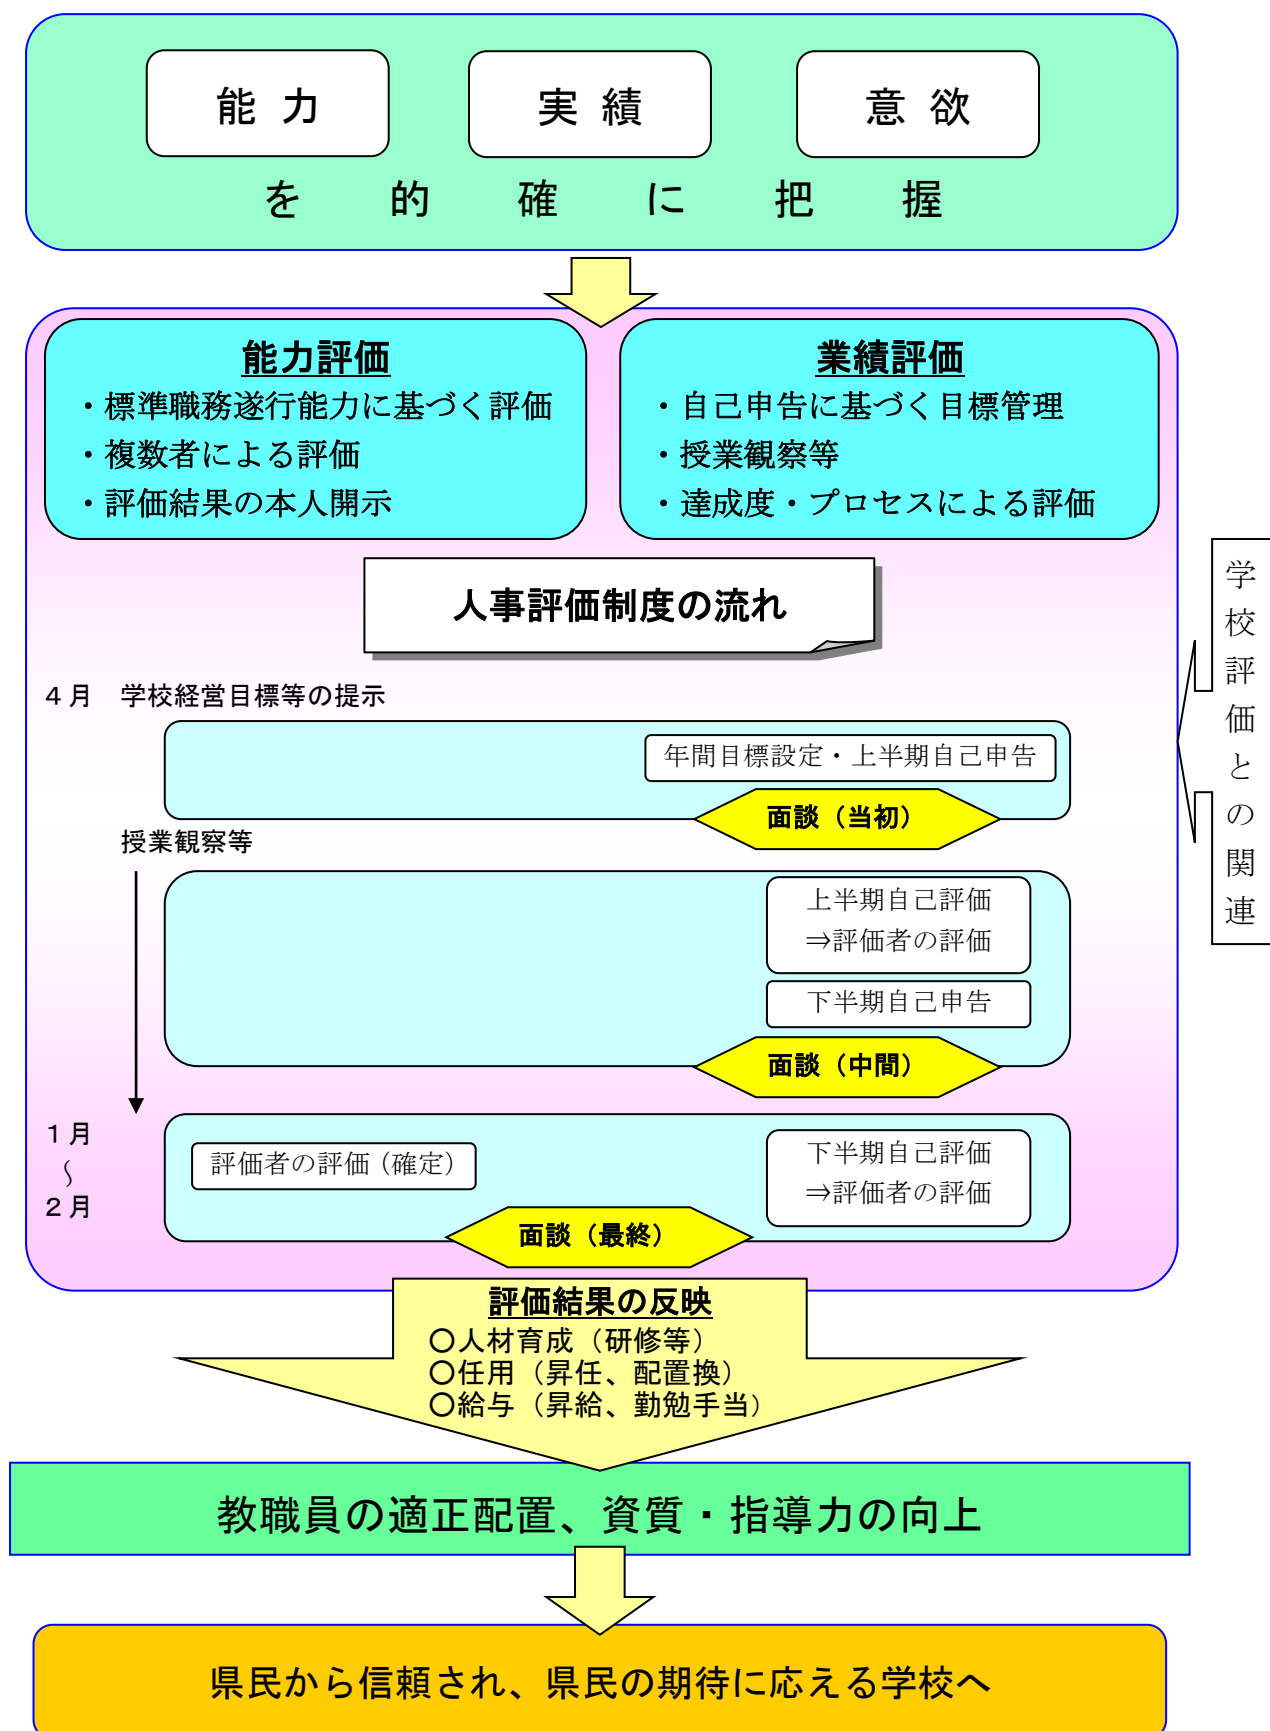 能力
実績
意欲
を的確に把握
能力評価
・標準職務遂行能力に基づく評価
・複数者による評価
・評価結果の本人開示
業績評価
・自己申告に基づく目標管理
・授業観察等
・達成度・プロセスによる評価
人事評価制度の流れ
学校評価との関連
４月　学校経営目標等の提示
年間目標設定・上半期自己申告
面談（当初）
授業観察等
上半期自己評価
⇒評価者の評価
下半期自己申告
面談（中間）
１月
～
２月
評価者の評価（確定）
下半期自己評価
⇒評価者の評価
面談（最終）
評価結果の反映
○人材育成（研修等）
○任用（昇任、配置換）
○給与（昇給、勤勉手当）
教職員の適正配置、資質・指導力の向上
県民から信頼され、県民の期待に応える学校へ